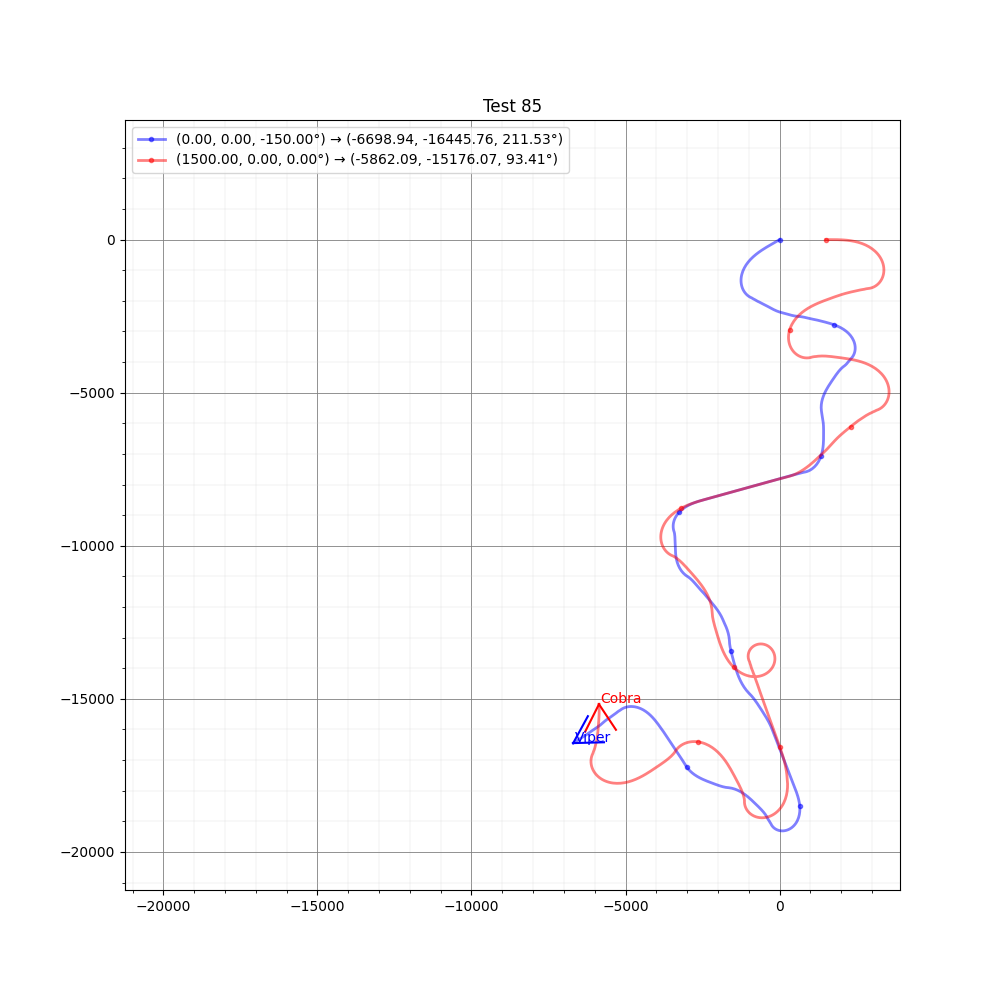 Test 85
(0.00, 0.00, -150.00°) → (-6698.94, -16445.76, 211.53°)
(1500.00, 0.00, 0.00°) → (-5862.09, -15176.07, 93.41°)
0
−5000
−10000
−15000
−20000
Cobra
Viper
−20000
−15000
−10000
−5000
0